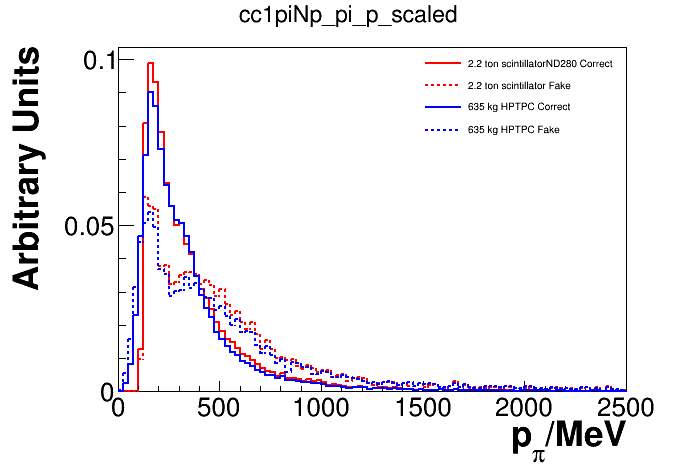 cc1piNp_pi_p_scaled
Arbitrary Units
0.1
0.05
0
2.2 ton scintillatorND280 Correct
2.2 ton scintillator Fake
635 kg HPTPC Correct
635 kg HPTPC Fake
0 500 1000 1500 2000 2500
pπ/MeV